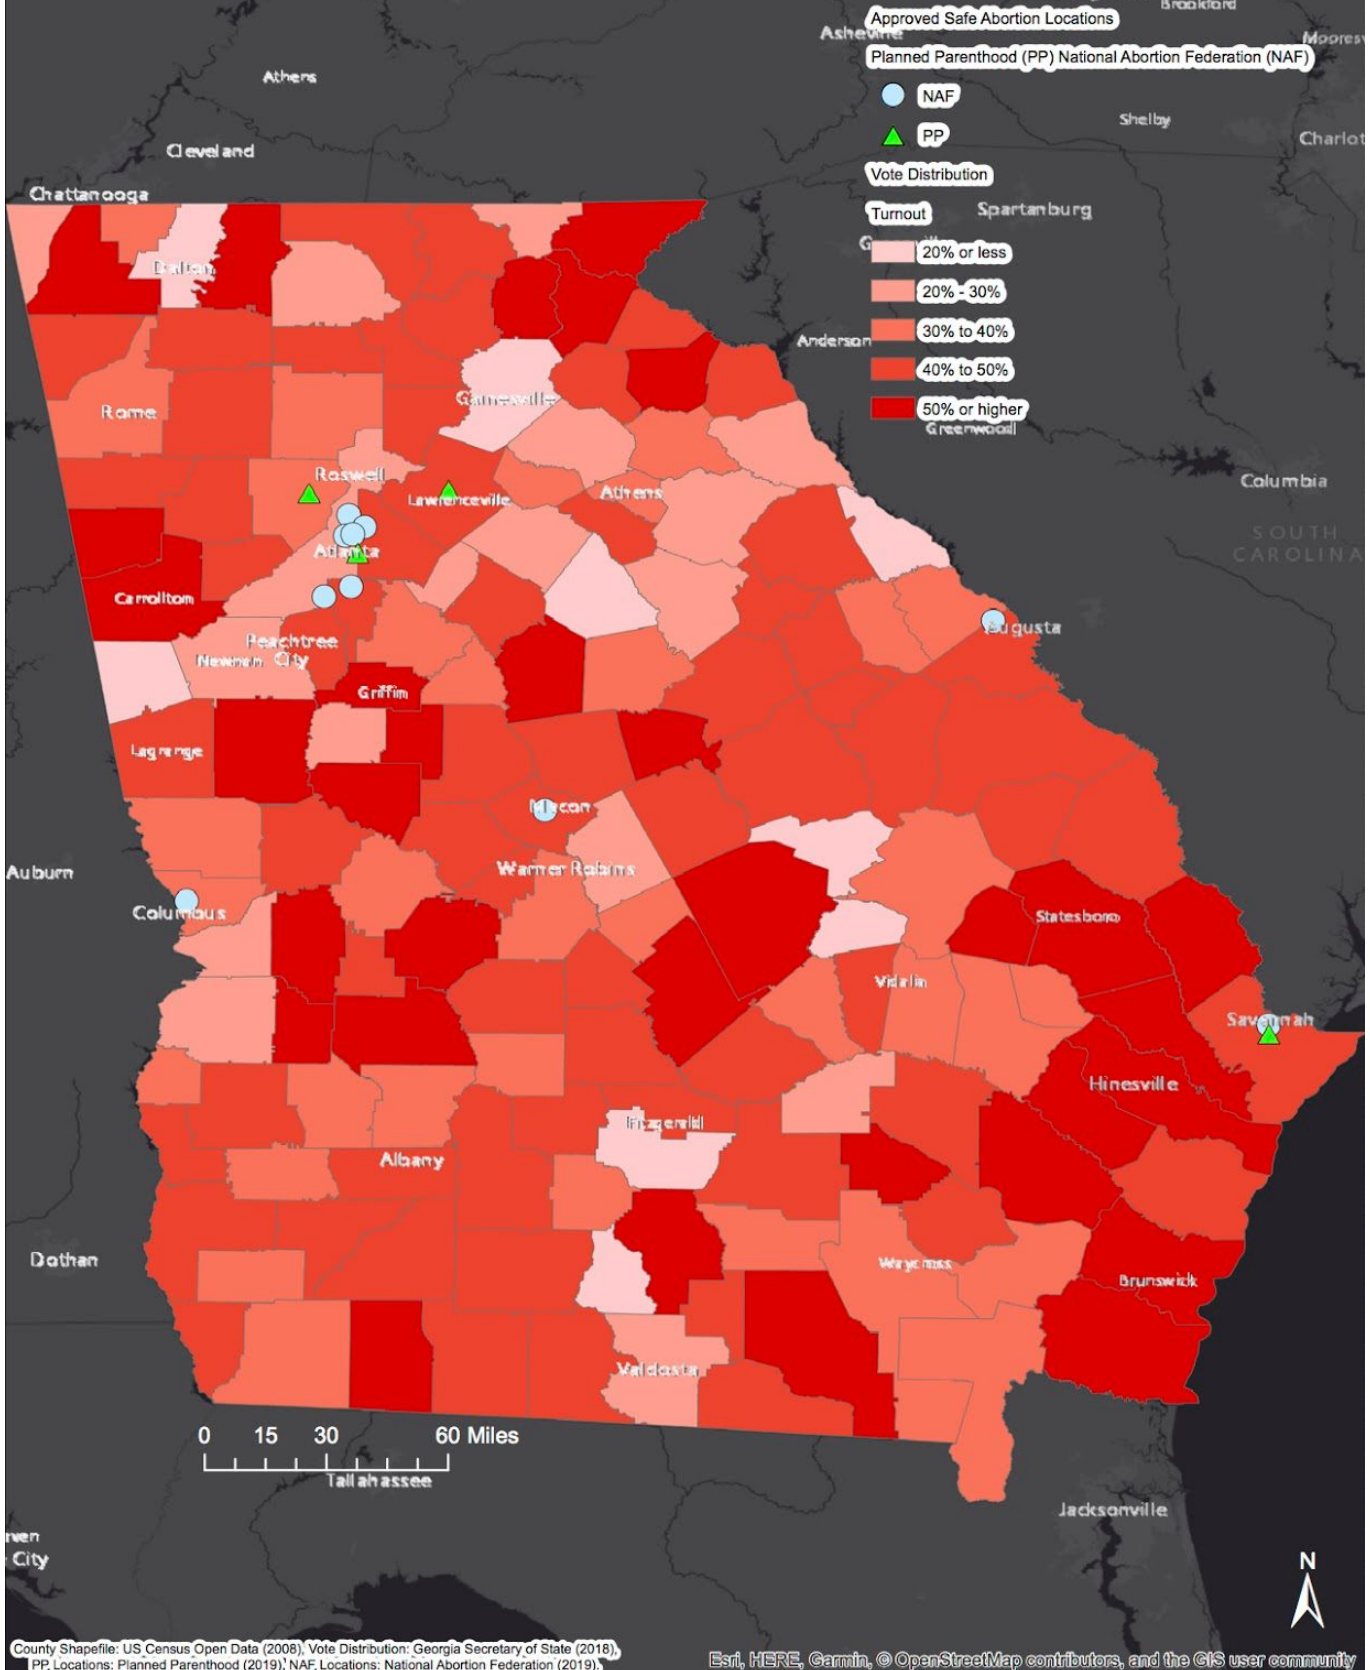 Brookford
Asheville
Approved Safe Abortion Locations
Mooresv
Planned Parenthood (PP) National Abortion Federation (NAF)
Athens
NAF
Shelby
PP
Charlot
Cleveland
Vote Distribution
Chattanooga
Turnout
Spartanburg
20% or less
Dalton
20% - 30%
30% to 40%
Anderson
40% to 50%
Gainesville
50% or higher
Rome
Greenwood
Roswell
Columbia
Lawrenceville
Athens
SOUTH
CAROLINA
Atlanta
Carrollton
Augusta
Peachtree
City
Newnan
Griffin
Lagrange
Macon
Auburn
Warner Robins
Columbus
Statesboro
Vidalia
Savannah
Hinesville
Fitzgerald
Albany
Dothan
Waycross
Brunswick
Valdosta
0 15 30 60 Miles
Tallahassee
Jacksonville
City
N
County Shapefile: US Census Open Data (2008), Vote Distribution: Georgia Secretary of State (2018),
PP Locations: Planned Parenthood (2019), NAF Locations: National Abortion Federation (2019).
Esri, HERE, Garmin, © OpenStreetMap contributors, and the GIS user community